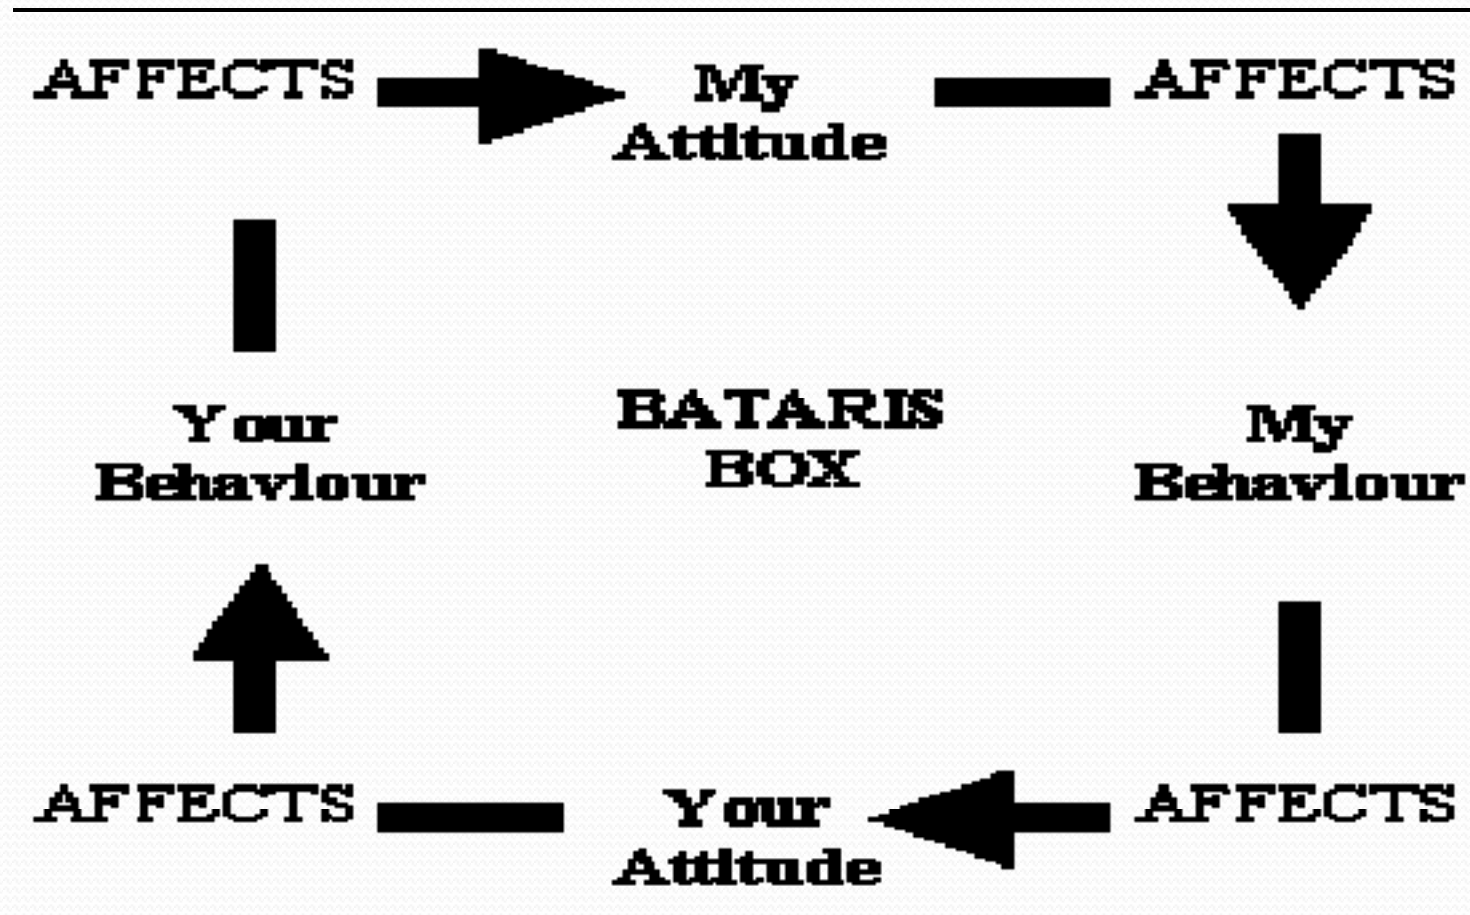 AFFECTS
My
Attitude
AFFECTS
Your
Behaviour
BATARIS
BOX
My
Behaviour
AFFECTS
Your
Attitude
AFFECTS